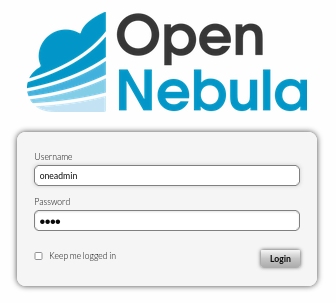 Open
Nebula
Username
oneadmin
Password
●●●●
Keep me logged in
Login